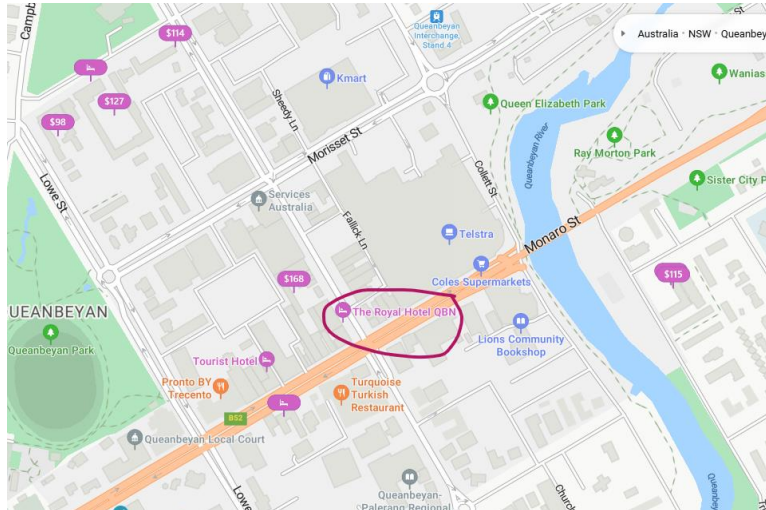 Campb
Queanbeyan
Interchange,
Stand 4
Australia · NSW · Queanbey
$114
Kmart
Wanias
$127
Sheedy Ln
Queen Elizabeth Park
$98
Morisset St
Queanbeyan River
Ray Morton Park
Lowe St
Collett St
Services
Australia
Sister City P
Fallick Ln
Telstra
Monaro St
$168
Coles Supermarkets
$115
UEANBEYAN
The Royal Hotel QBN
Queanbeyan Park
Lions Community
Bookshop
Tourist Hotel
Pronto BY
Trecento
Turquoise
Turkish
Restaurant
B52
Queanbeyan Local Court
Lowe
Queanbeyan-
Palerang Regional
Church
Queanbeyan